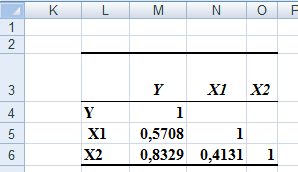 K L M N O F
1
2
3 Y X1 X2
4 Y 1
5 X1 0,5708 1
6 X2 0,8329 0,4131 1